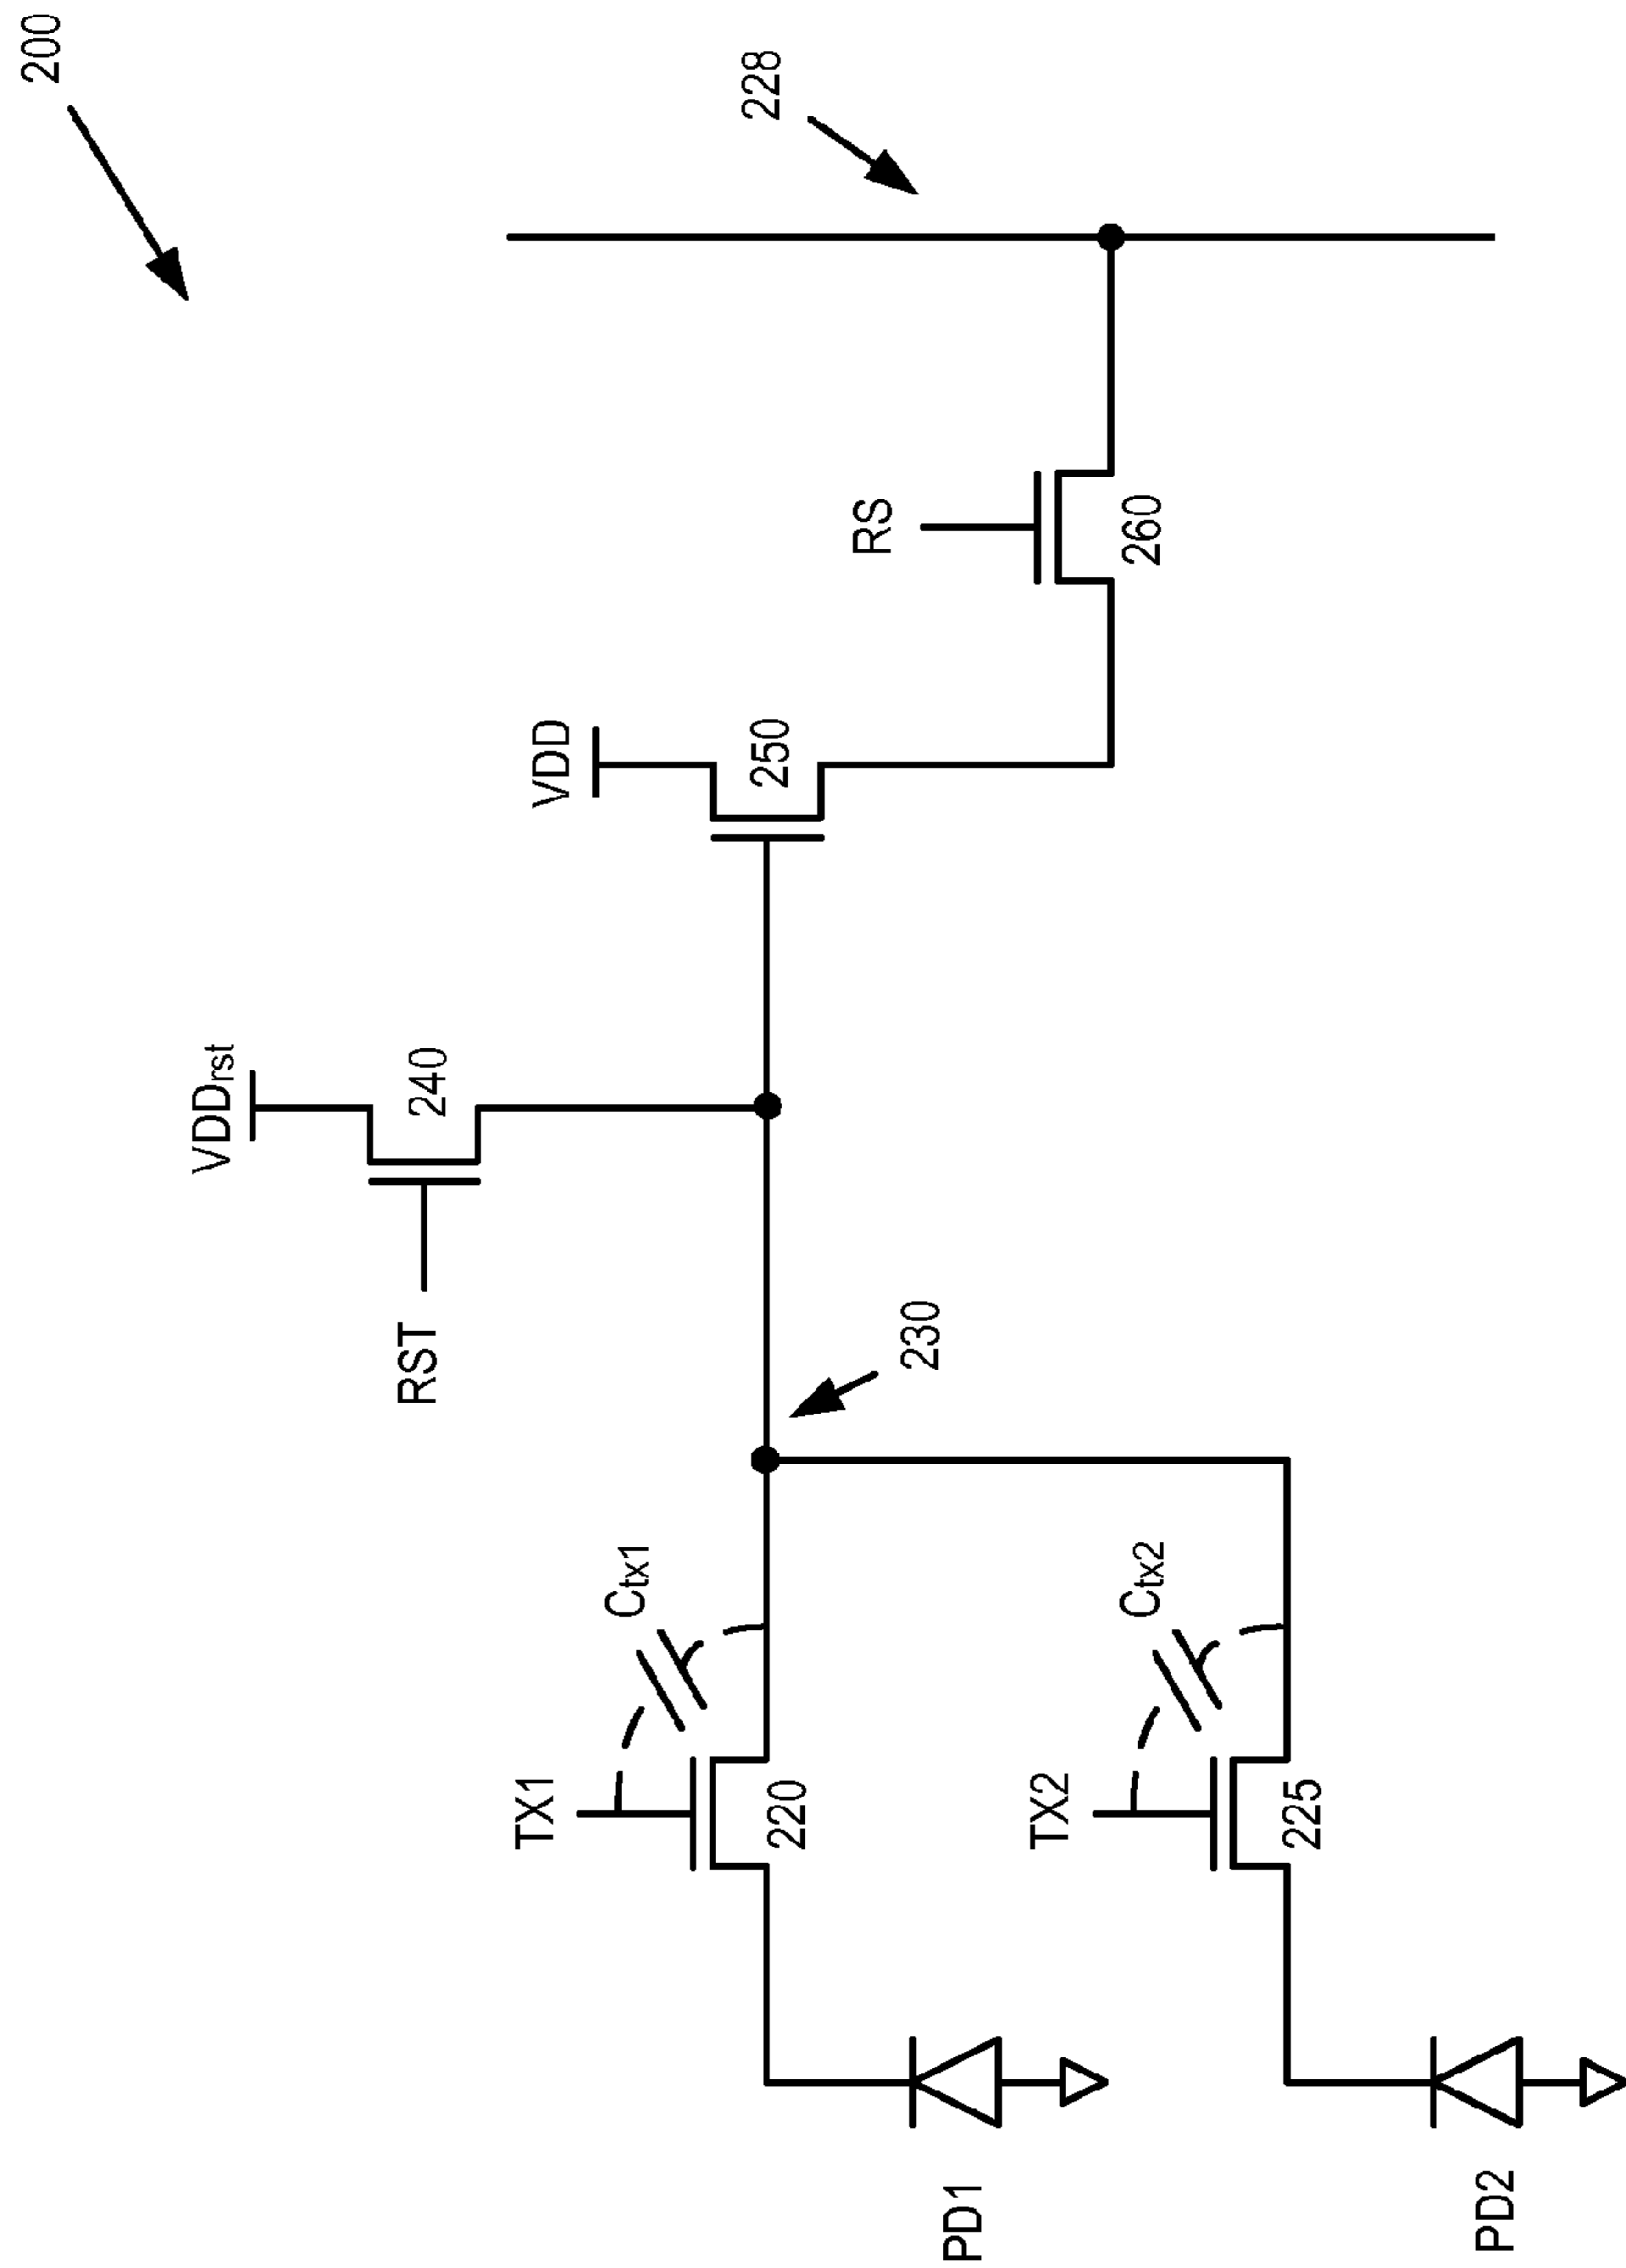 200
228
VDDrst
240
RST
VDD
250
RS
260
230
TX1
Ctx1
220
TX2
Ctx2
225
PD1
PD2